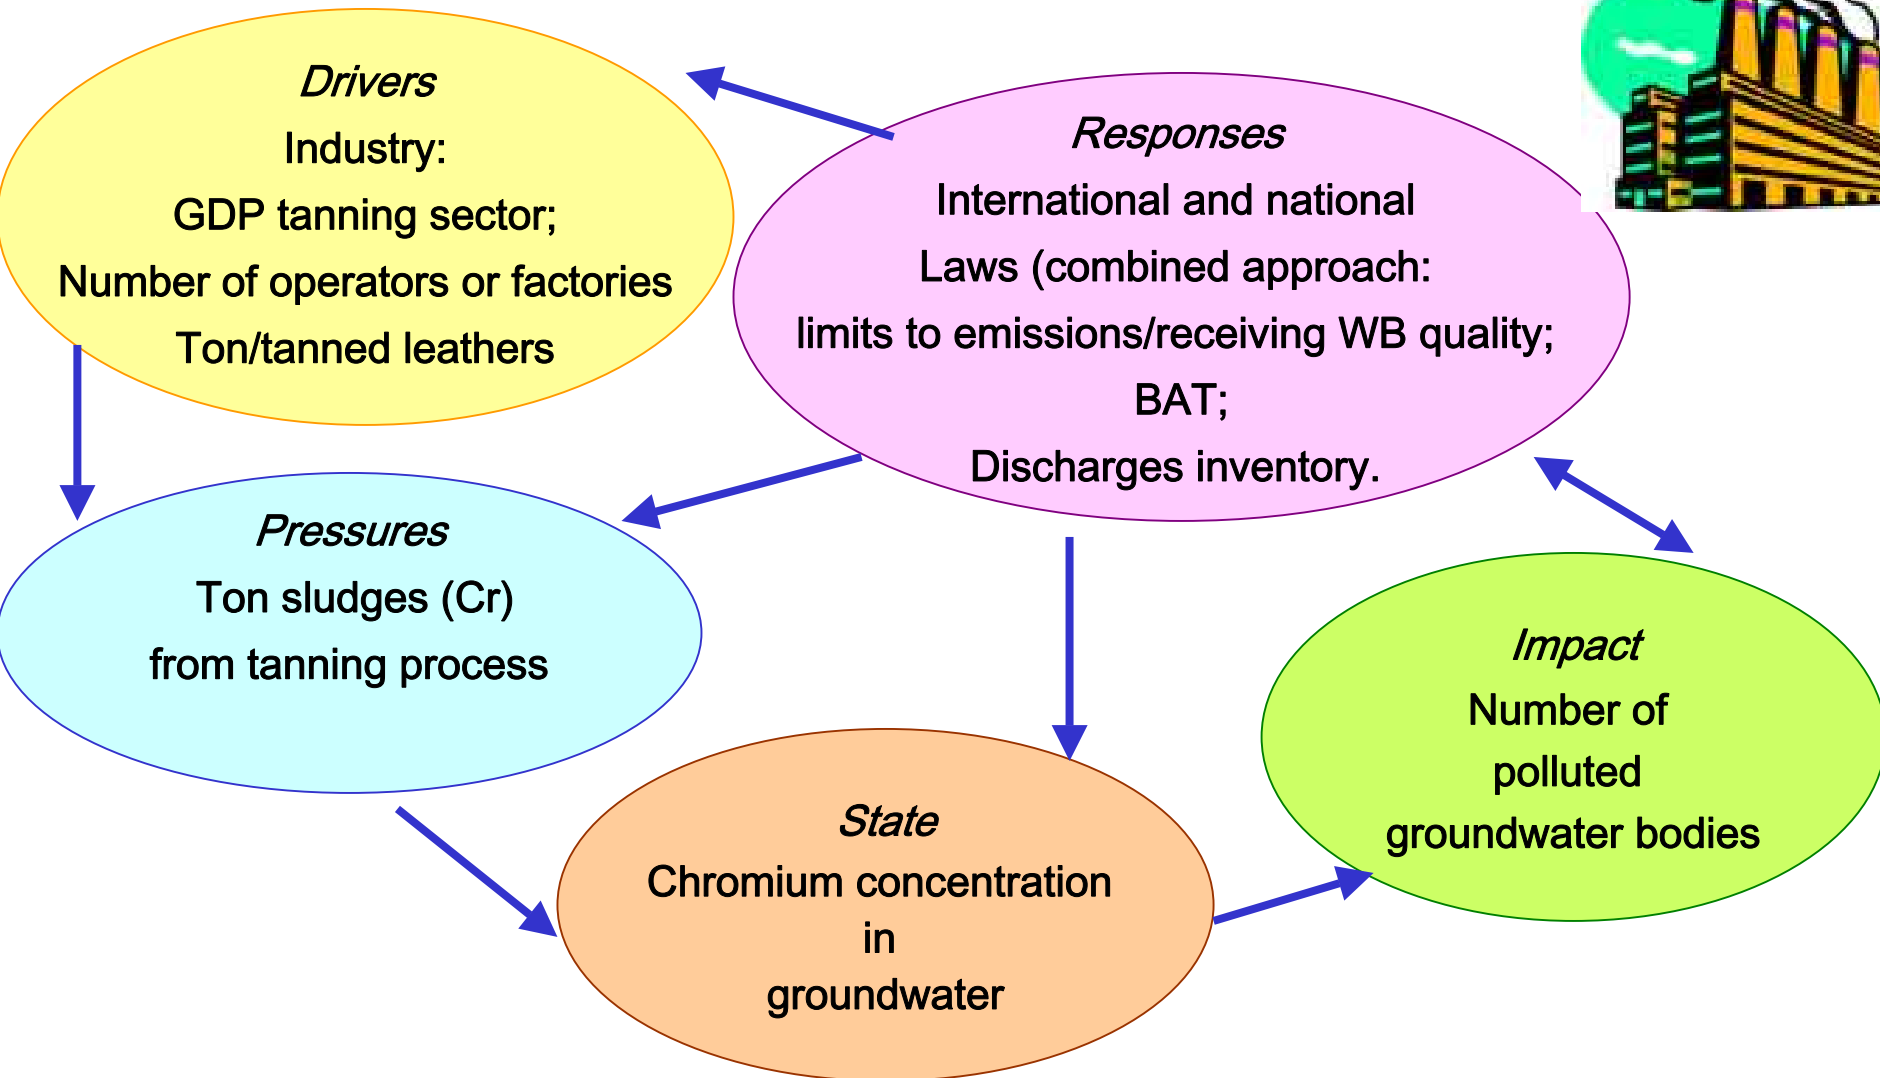 Drivers
Industry:
GDP tanning sector;
Number of operators or factories
Ton/tanned leathers
Responses
International and national
Laws (combined approach:
limits to emissions/receiving WB quality;
BAT;
Discharges inventory.
Pressures
Ton sludges (Cr)
from tanning process
State
Chromium concentration
in
groundwater
Impact
Number of
polluted
groundwater bodies